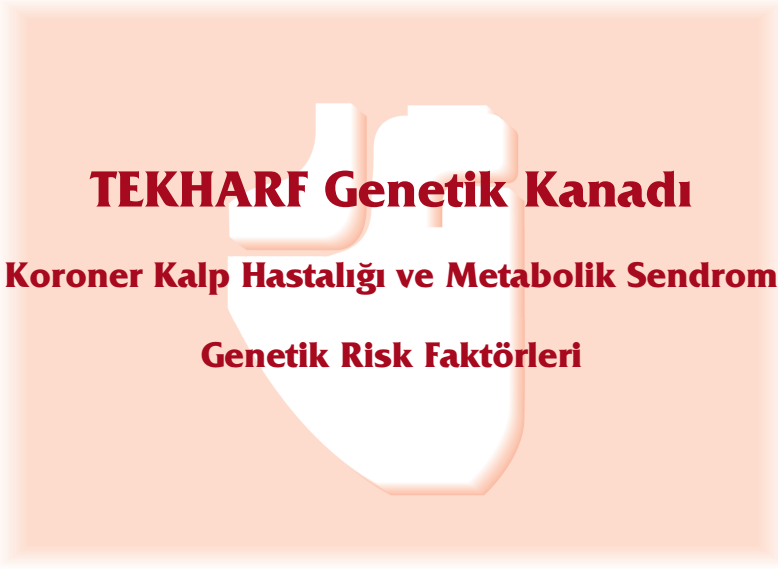 TEKHARF Genetik Kanadı
Koroner Kalp Hastalığı ve Metabolik Sendrom
Genetik Risk Faktörleri